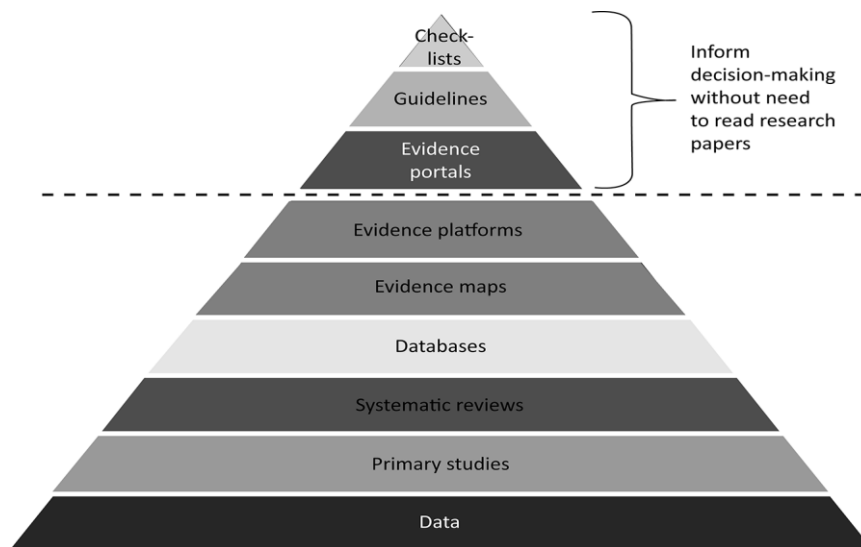 Check-
lists
Guidelines
Evidence
portals
Inform
decision-making
without need
to read research
papers
Evidence platforms
Evidence maps
Databases
Systematic reviews
Primary studies
Data